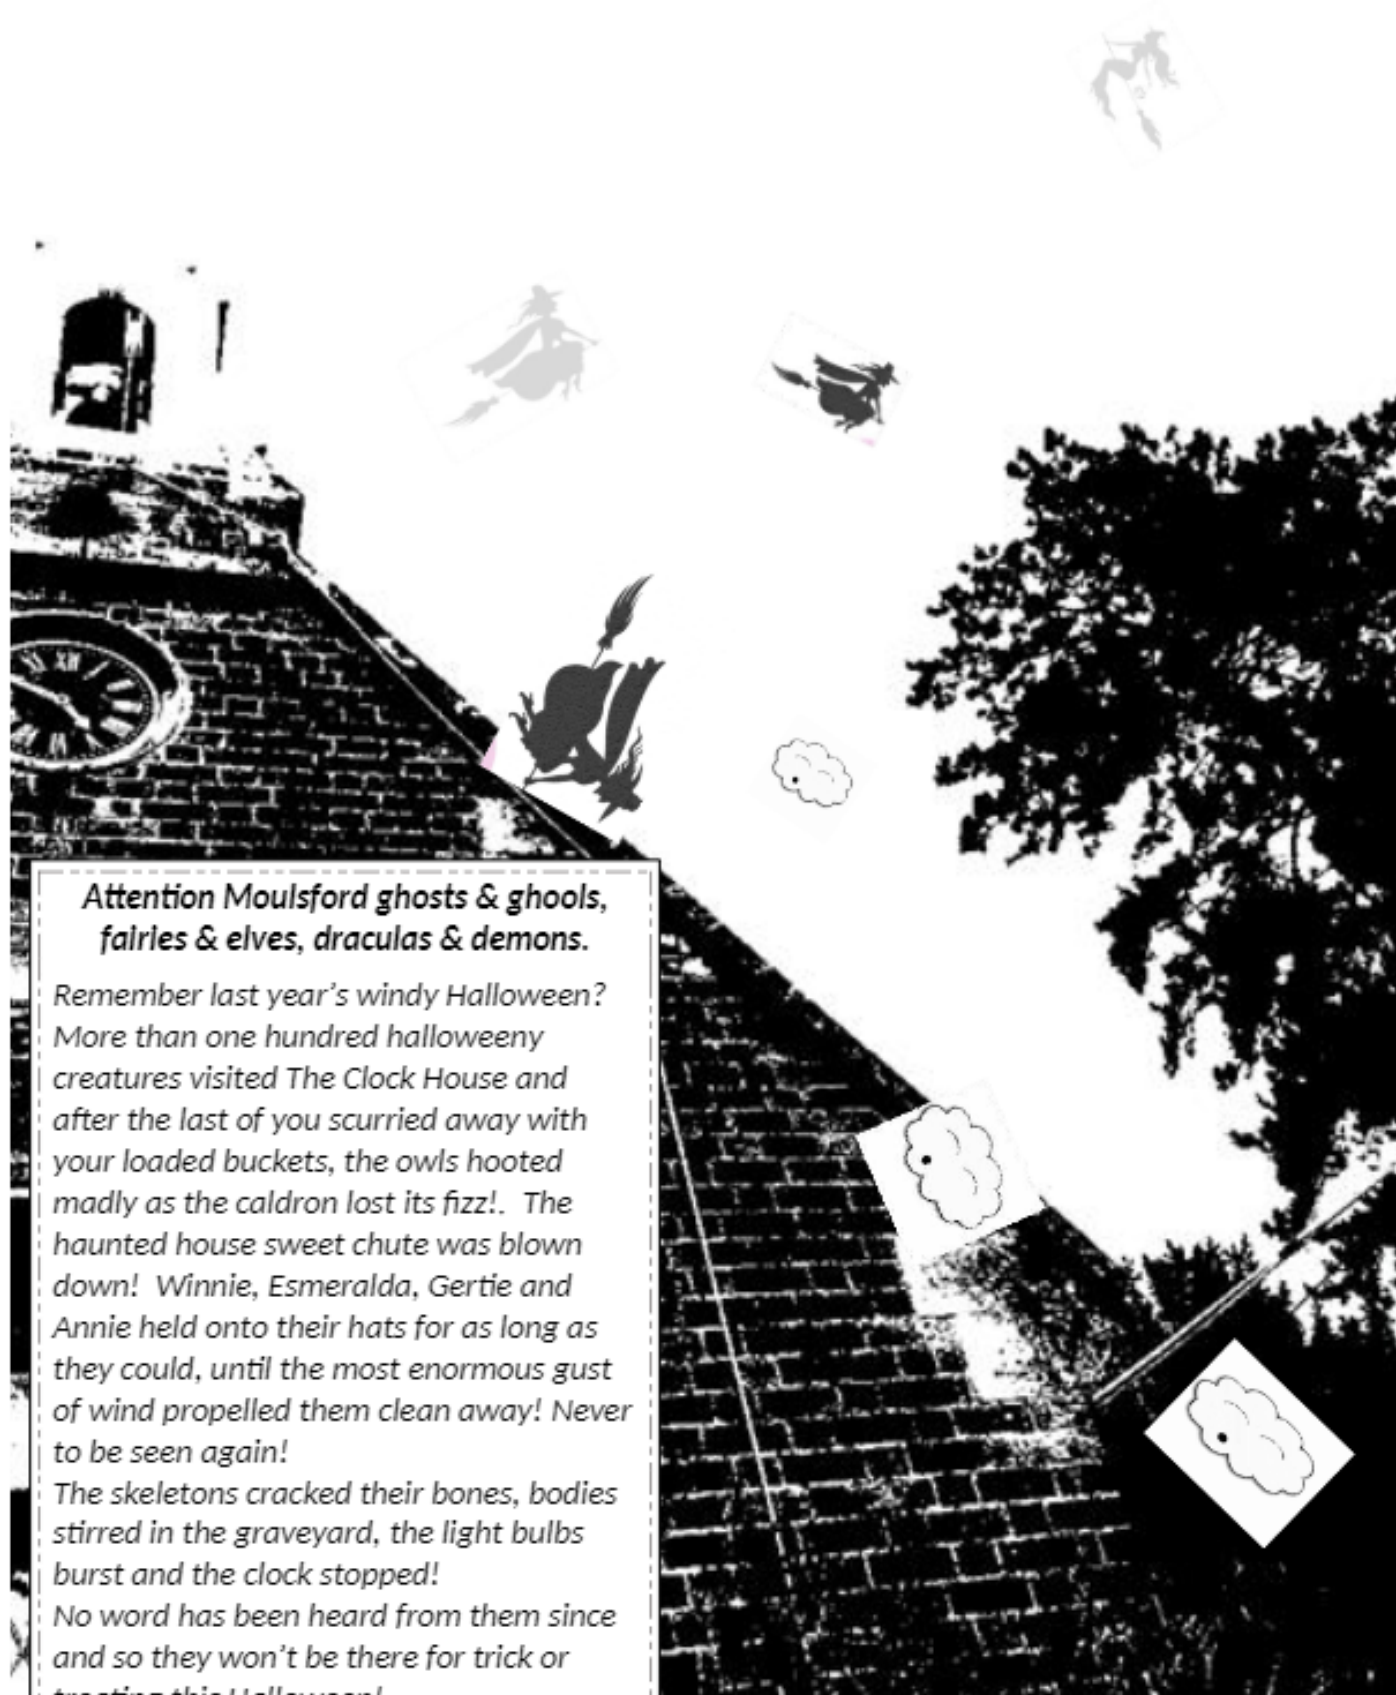 Attention Moulsford ghosts & ghools,
fairies & elves, draculas & demons.
Remember last year's windy Halloween?
More than one hundred halloweeny
creatures visited The Clock House and
after the last of you scurried away with
your loaded buckets, the owls hooted
madly as the caldron lost its fizz!.  The
haunted house sweet chute was blown
down!  Winnie, Esmeralda, Gertie and
Annie held onto their hats for as long as
they could, until the most enormous gust
of wind propelled them clean away! Never
to be seen again!
The skeletons cracked their bones, bodies
stirred in the graveyard, the light bulbs
burst and the clock stopped!
No word has been heard from them since
and so they won't be there for trick or
treating this Halloween!